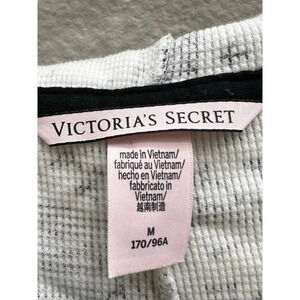 VICTORIA'S SECRET
made in Vietnam/
fabriqué au Vietnam/
hecho en Vietnam/
fabbricato in
Vietnam/
越南制造
M
170/96A